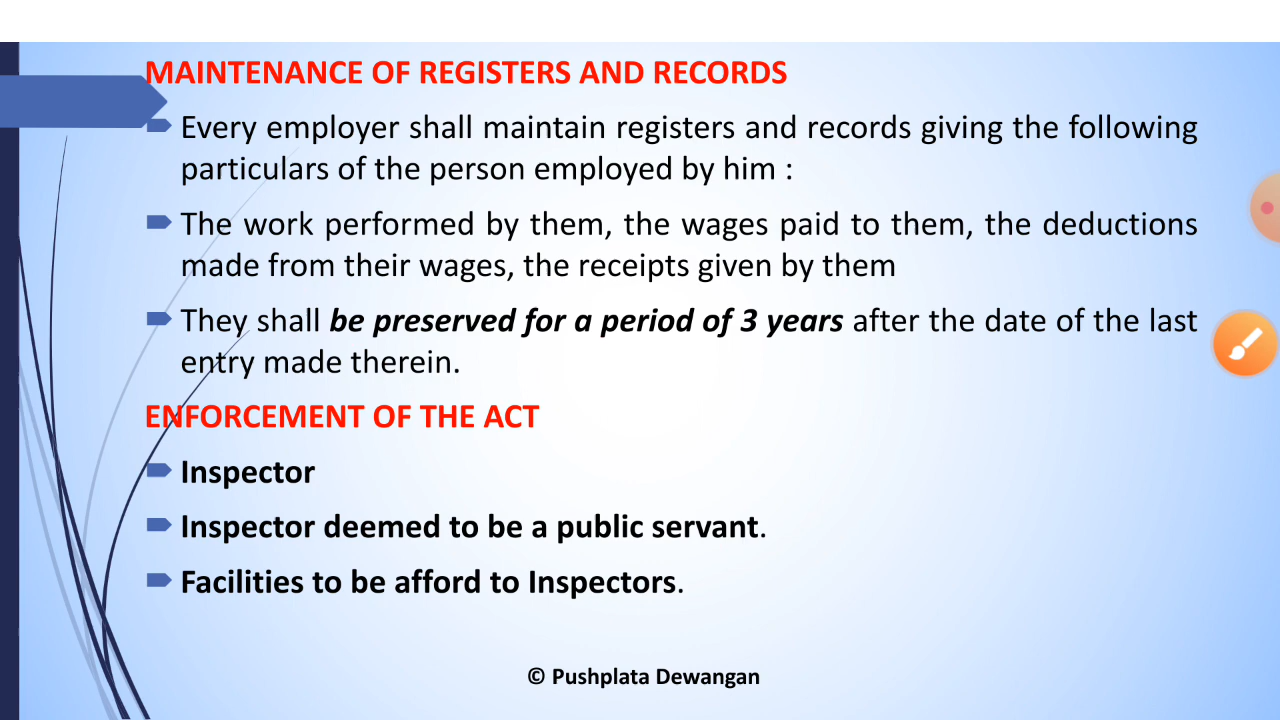 MAINTENANCE OF REGISTERS AND RECORDS
Every employer shall maintain registers and records giving the following
particulars of the person employed by him :
The work performed by them, the wages paid to them, the deductions
made from their wages, the receipts given by them
They shall be preserved for a period of 3 years after the date of the last
entry made therein.
ENFORCEMENT OF THE ACT
Inspector
Inspector deemed to be a public servant.
Facilities to be afford to Inspectors.
© Pushplata Dewangan